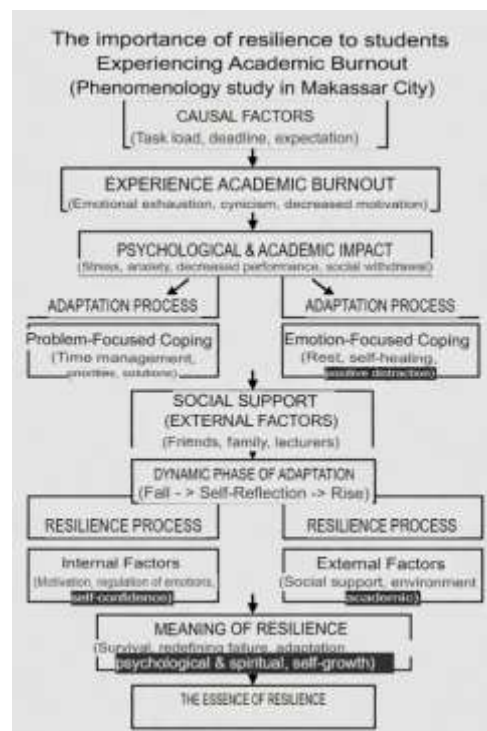 The importance of resilience to students
Experiencing Academic Burnout
(Phenomenology study in Makassar City)
CAUSAL FACTORS
(Task load, deadline, expectation)
EXPERIENCE ACADEMIC BURNOUT
(Emotional exhaustion, cynicism, decreased motivation)
PSYCHOLOGICAL & ACADEMIC IMPACT
(Stress, anxiety, decreased performance, social withdrawal)
ADAPTATION PROCESS
Problem-Focused Coping
(Time management,
priorities, solutions)
ADAPTATION PROCESS
Emotion-Focused Coping
(Rest, self-healing,
positive distraction)
SOCIAL SUPPORT
(EXTERNAL FACTORS)
(Friends, family, lecturers)
DYNAMIC PHASE OF ADAPTATION
(Fall - > Self-Reflection -> Rise)
RESILIENCE PROCESS
Internal Factors
(Motivation, regulation of emotions,
self-confidence)
RESILIENCE PROCESS
External Factors
(Social support, environment
academic)
MEANING OF RESILIENCE
(Survival, redefining failure, adaptation
psychological & spiritual, self-growth)
THE ESSENCE OF RESILIENCE